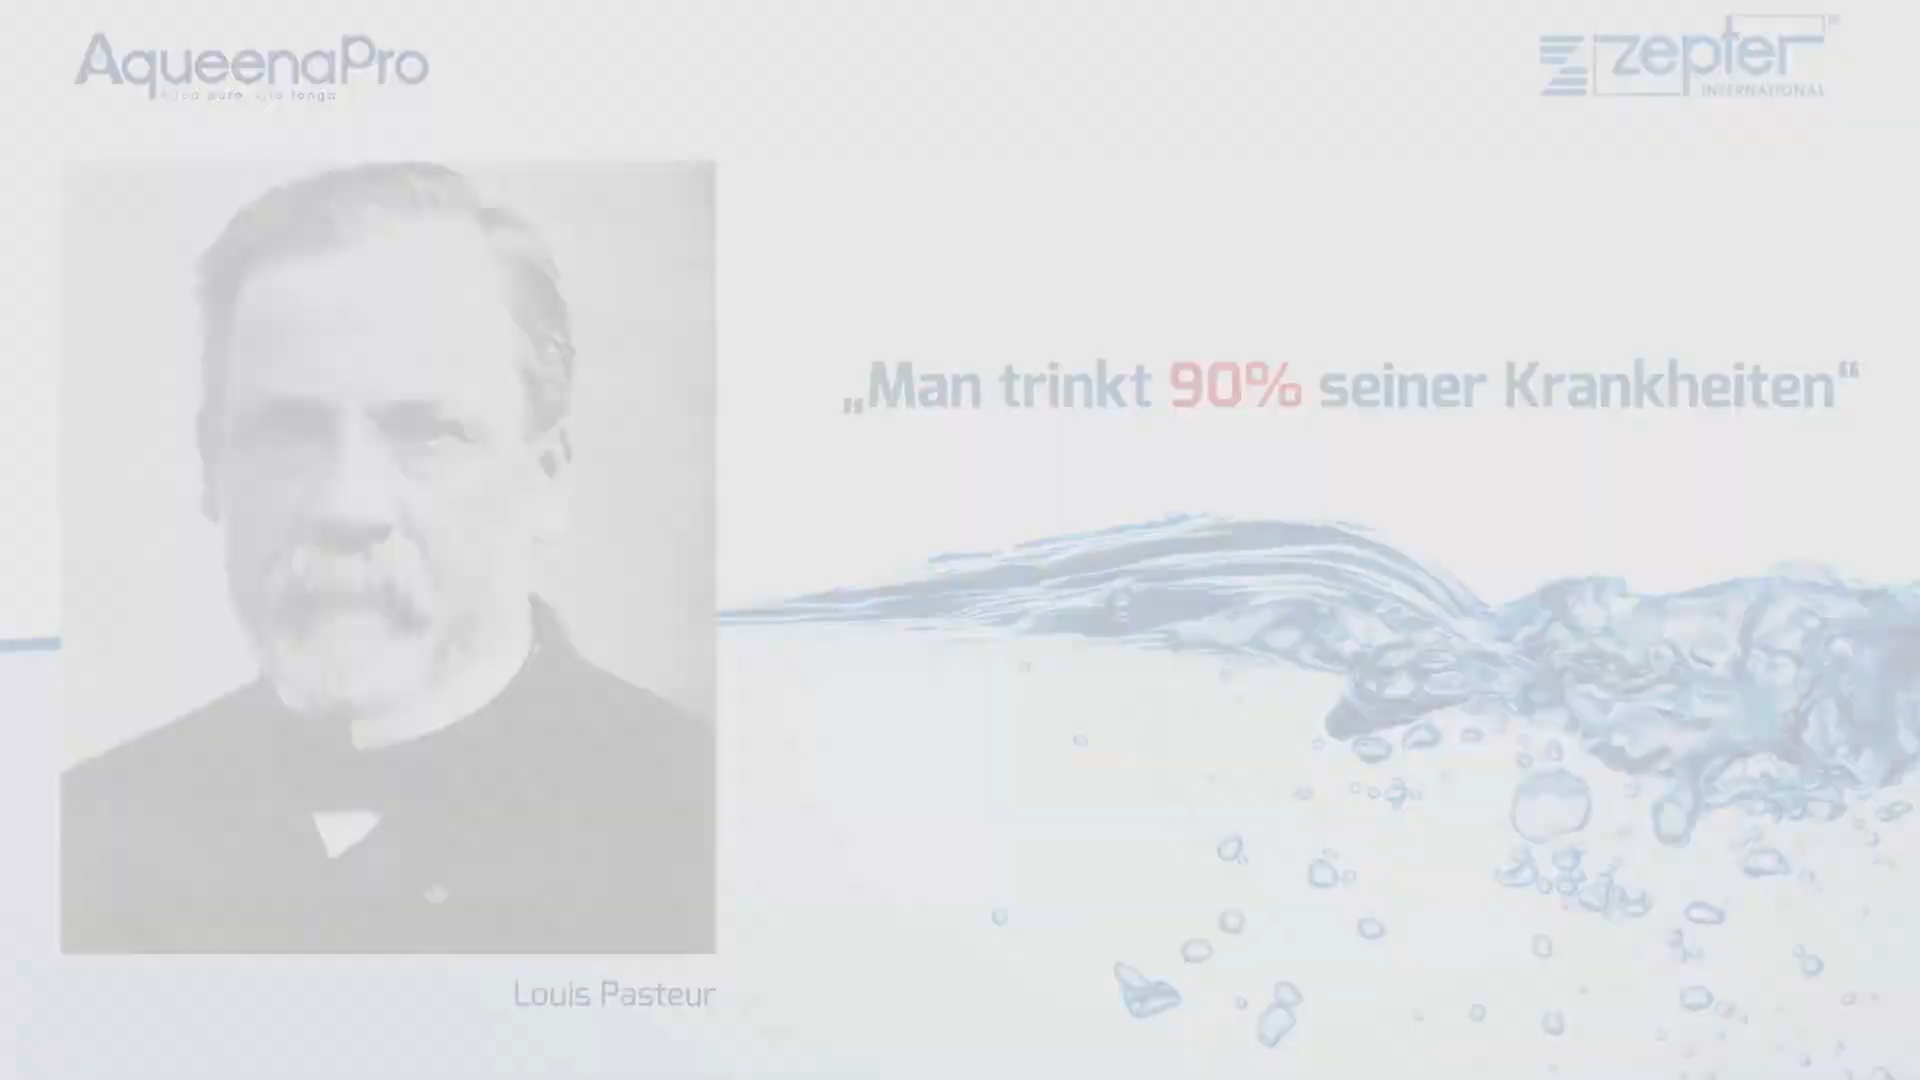 AqueenaPro
zepter
INTERNATIONAL
„Man trinkt 90% seiner Krankheiten“
Louis Pasteur